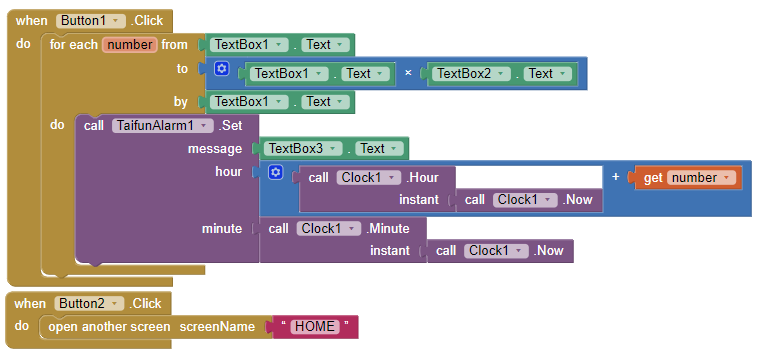 when Button1 .Click
do for each number from TextBox1 . Text
to TextBox1 . Text × TextBox2 . Text
by TextBox1 . Text
do call TaifunAlarm1 .Set
message TextBox3 . Text
hour call Clock1 .Hour + get number
instant call Clock1 .Now
minute call Clock1 .Minute
instant call Clock1 .Now
when Button2 .Click
do open another screen screenName " HOME "